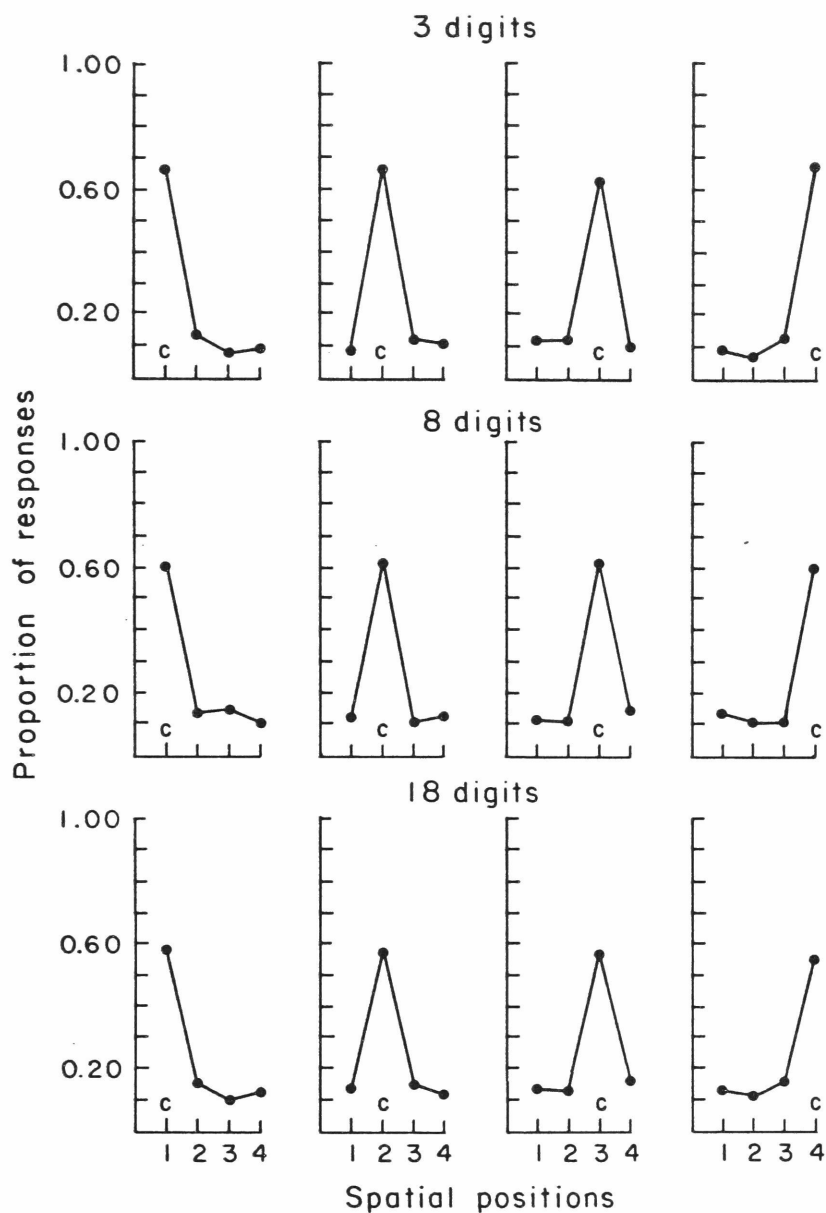 3 digits
1.00
0.60
0.20
c c c c
8 digits
1.00
0.60
0.20
c c c c
18 digits
1.00
0.60
0.20
c c c c
1 2 3 4 1 2 3 4 1 2 3 4 1 2 3 4
Spatial positions
Proportion of responses